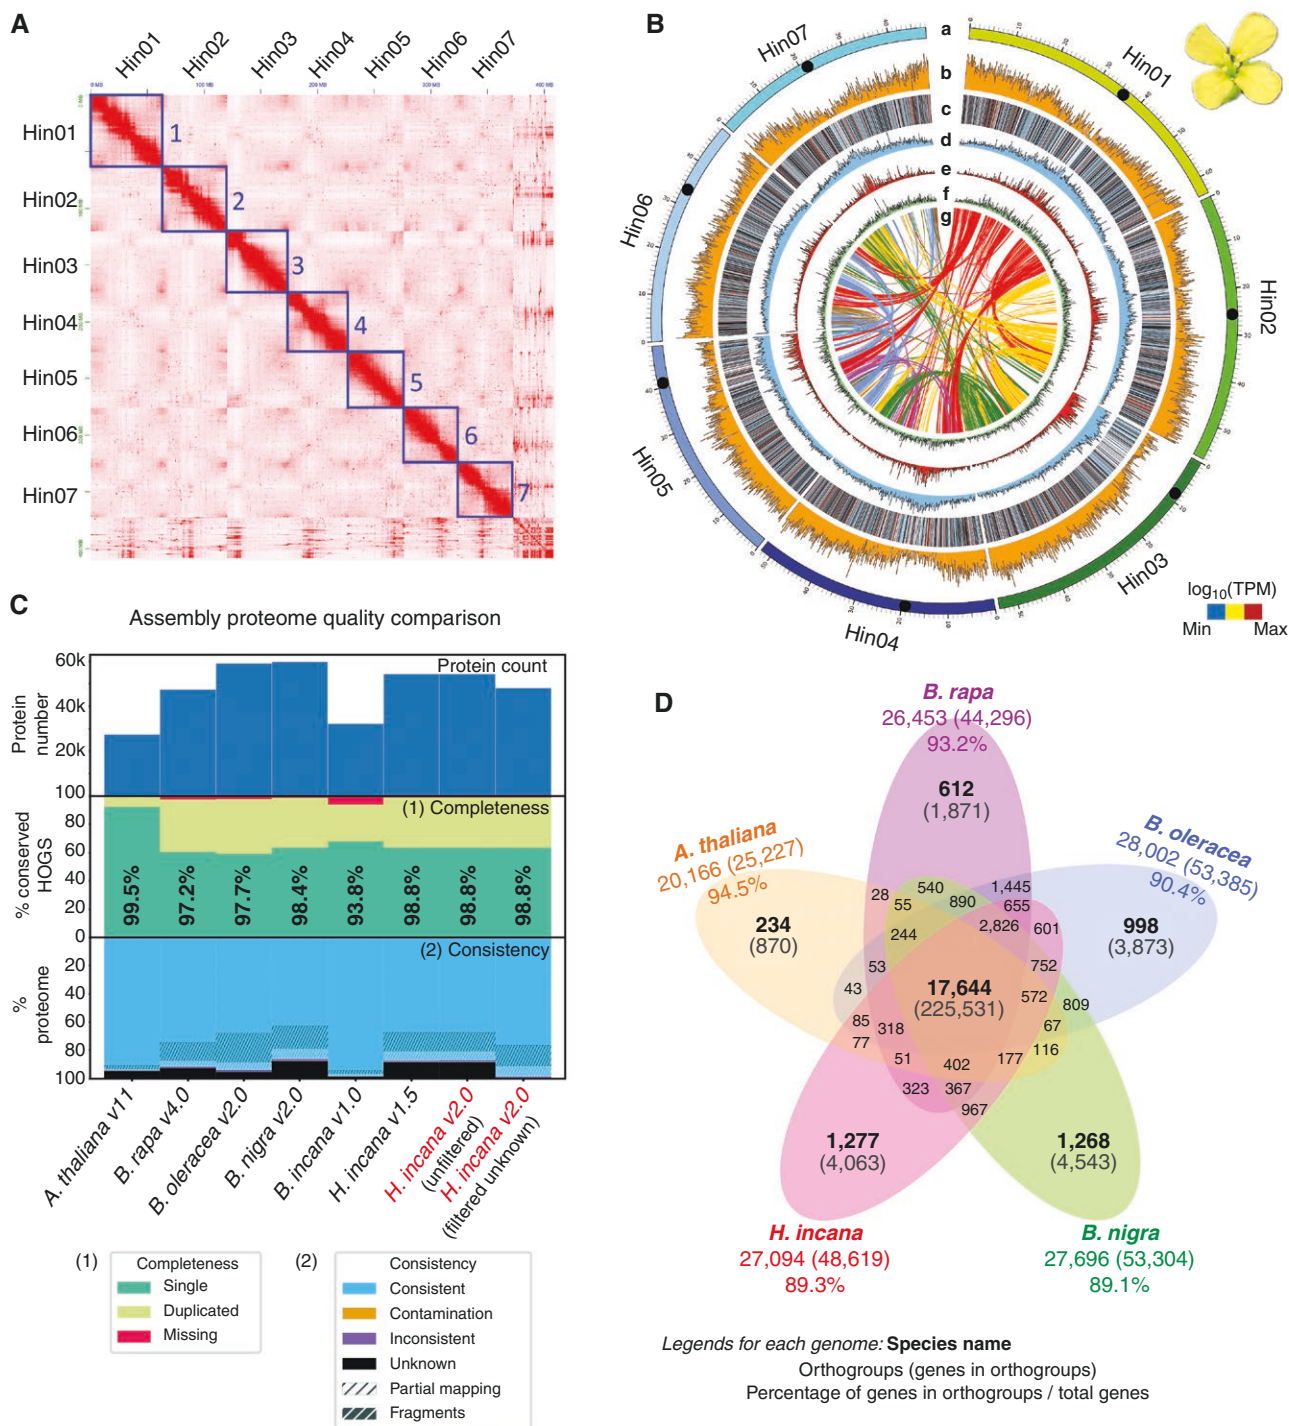 A
Hin01 Hin02 Hin03 Hin04 Hin05 Hin06 Hin07
0 MB 100 MB 200 MB 300 MB 400 MB
Hin01
Hin02
Hin03
Hin04
Hin05
Hin06
Hin07
1
2
3
4
5
6
7
B
a
b
c
d
e
f
g
Hin01
Hin02
Hin03
Hin04
Hin05
Hin06
Hin07
log10(TPM)
Min Max
C
Assembly proteome quality comparison
Protein count
Protein number
60k
40k
20k
100
(1) Completeness
% conserved HOGS
80
60
40
20
0
99.5% 97.2% 97.7% 98.4% 93.8% 98.8% 98.8% 98.8%
(2) Consistency
% proteome
20
40
60
80
100
A. thaliana v11
B. rapa v4.0
B. oleracea v2.0
B. nigra v2.0
B. incana v1.0
H. incana v1.5
H. incana v2.0
(unfiltered)
H. incana v2.0
(filtered unknown)
(1)
Completeness
Single
Duplicated
Missing
(2)
Consistency
Consistent
Contamination
Inconsistent
Unknown
Partial mapping
Fragments
D
B. rapa
26,453 (44,296)
93.2%
A. thaliana
20,166 (25,227)
94.5%
B. oleracea
28,002 (53,385)
90.4%
612
(1,871)
234
(870)
998
(3,873)
28 540 1,445
55 890 655
244 2,826 601
53 752
43 572 809
17,644
(225,531)
85 318 67
77 116
51 402 177
323 367
967
1,277
(4,063)
1,268
(4,543)
H. incana
27,094 (48,619)
89.3%
B. nigra
27,696 (53,304)
89.1%
Legends for each genome: Species name
Orthogroups (genes in orthogroups)
Percentage of genes in orthogroups / total genes